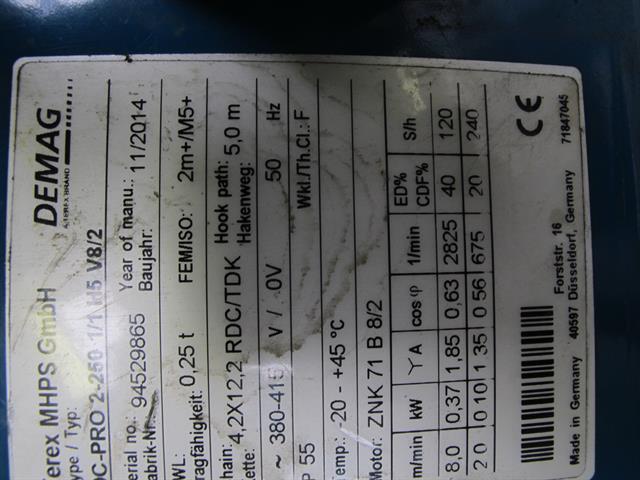 DEMAG
A TEREX BRAND
Terex MHPS GmbH
Type / Typ:
DC-PRO 2-250 1/1 H5 V8/2
Serial no.: 94529865 Year of manu.: 11/2014
Fabrik-Nr. Baujahr:
SWL: 0,25 t FEM/ISO: 2m+/M5+
Tragfähigkeit:
Chain: 4,2X12,2 RDC/TDK Hook path: 5,0 m
Kette: Hakenweg:
~ 380-415 V / 0V 50 Hz
IP 55 Wkl./Th.Cl.: F
Temp.: -20 - +45 °C
Motor: ZNK 71 B 8/2
m/min kW Y A cos φ 1/min ED% CDF% S/h
8,0 0,37 1,85 0,63 2825 40 120
2 0 0 10 1 35 0 56 675 20 240
CE
Forststr. 16
Made in Germany 40597 Düsseldorf, Germany 71847045